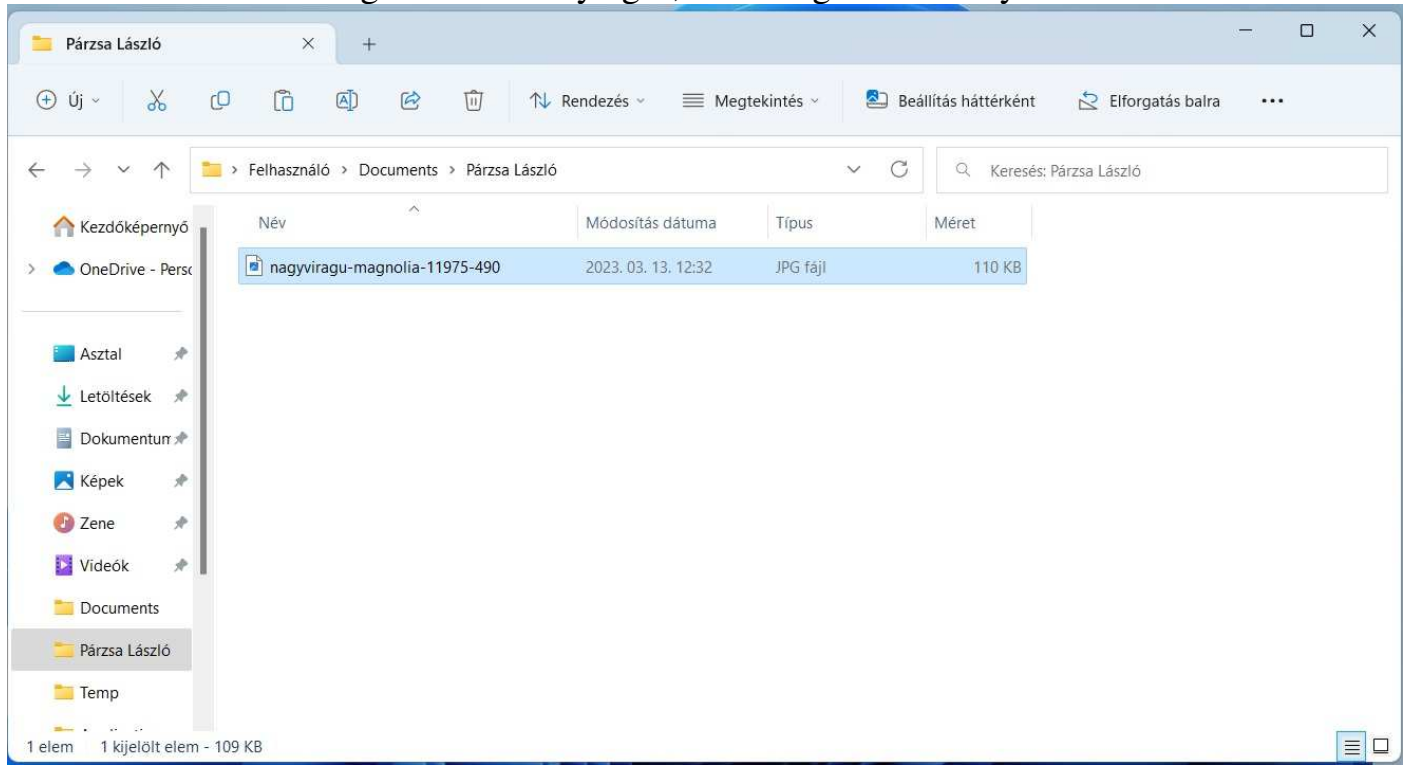 Párzsa László
Új
Rendezés
Megtekintés
Beállítás háttérként
Elforgatás balra
Felhasználó > Documents > Párzsa László
Keresés: Párzsa László
Név Módosítás dátuma Típus Méret
nagyviragu-magnolia-11975-490 2023. 03. 13. 12:32 JPG fájl 110 KB
Kezdőképernyő
OneDrive - Perso
Asztal
Letöltések
Dokumentum
Képek
Zene
Videók
Documents
Párzsa László
Temp
1 elem 1 kijelölt elem - 109 KB